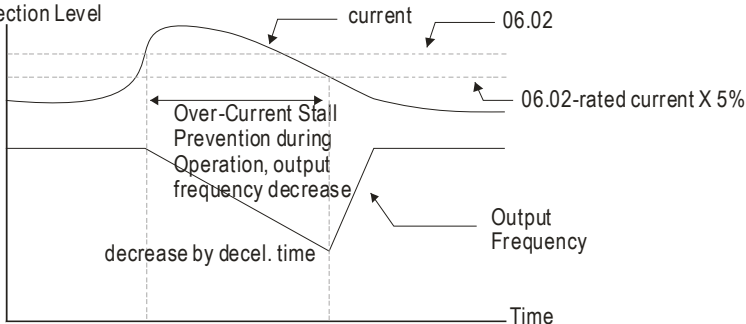 Level
current
06.02
06.02-rated current X 5%
Over-Current Stall
Prevention during
Operation, output
frequency decrease
Output
Frequency
decrease by decel. time
Time